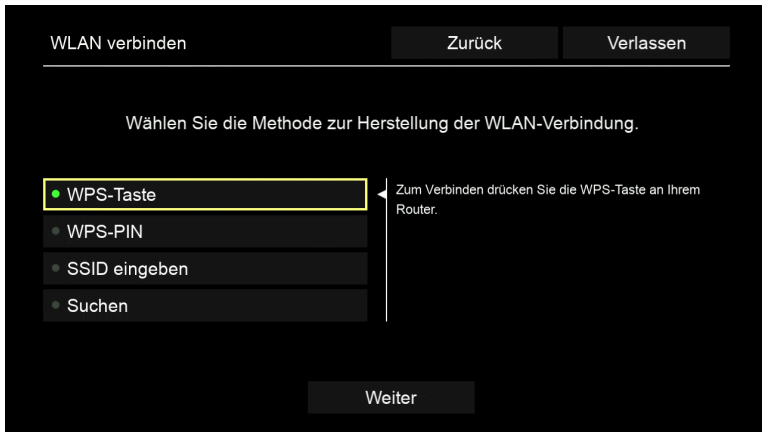 WLAN verbinden
Zurück
Verlassen
Wählen Sie die Methode zur Herstellung der WLAN-Verbindung.
WPS-Taste
WPS-PIN
SSID eingeben
Suchen
Zum Verbinden drücken Sie die WPS-Taste an Ihrem
Router.
Weiter